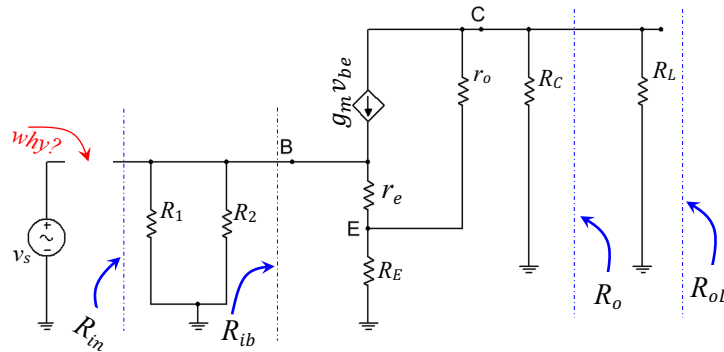 C
g_m v_be
r_o
R_C
R_L
why?
B
R_1
R_2
r_e
v_s
E
R_E
R_in
R_ib
R_o
R_oL